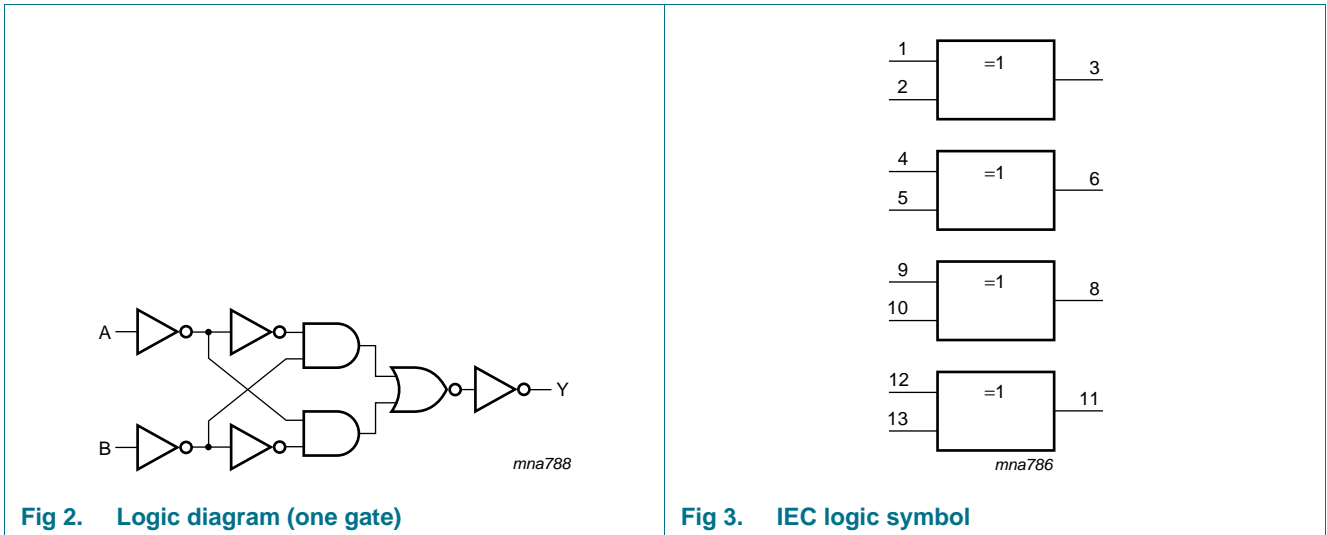 A
B
Y
mna788
Fig 2. Logic diagram (one gate)
1
2
=1
3
4
5
=1
6
9
10
=1
8
12
13
=1
11
mna786
Fig 3. IEC logic symbol